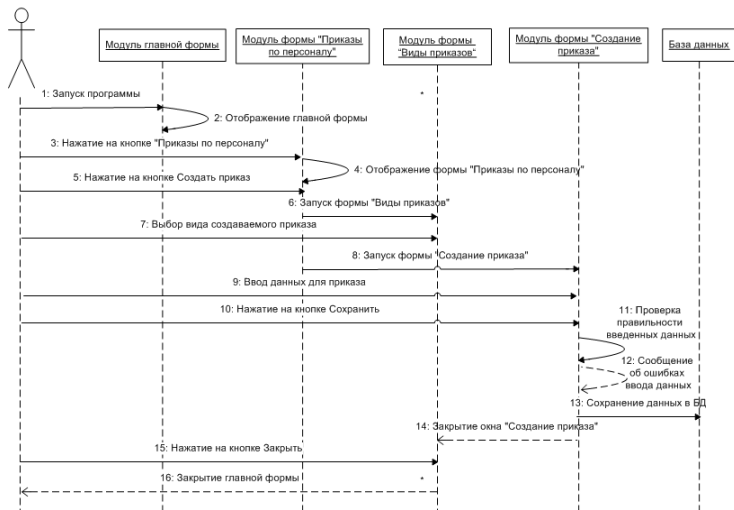 Модуль главной формы
Модуль формы "Приказы
по персоналу"
Модуль формы
"Виды приказов"
Модуль формы "Создание
приказа"
База данных
1: Запуск программы
2: Отображение главной формы
3: Нажатие на кнопке "Приказы по персоналу"
4: Отображение формы "Приказы по персоналу"
5: Нажатие на кнопке Создать приказ
6: Запуск формы "Виды приказов"
7: Выбор вида создаваемого приказа
8: Запуск формы "Создание приказа"
9: Ввод данных для приказа
10: Нажатие на кнопке Сохранить
11: Проверка
правильности
введенных данных
12: Сообщение
об ошибках
ввода данных
13: Сохранение данных в БД
14: Закрытие окна "Создание приказа"
15: Нажатие на кнопке Закрыть
16: Закрытие главной формы